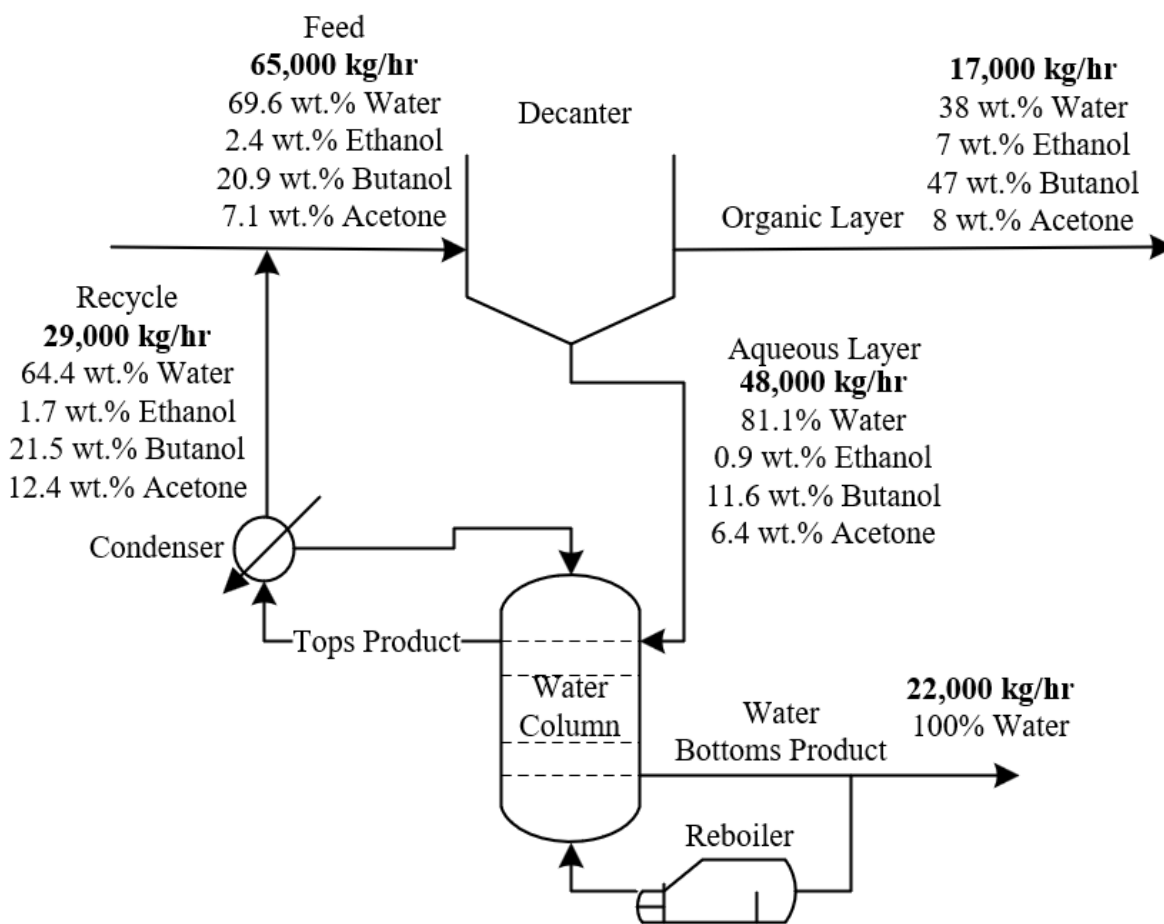 Feed
65,000 kg/hr
69.6 wt.% Water
2.4 wt.% Ethanol
20.9 wt.% Butanol
7.1 wt.% Acetone
Decanter
17,000 kg/hr
38 wt.% Water
7 wt.% Ethanol
47 wt.% Butanol
8 wt.% Acetone
Organic Layer
Recycle
29,000 kg/hr
64.4 wt.% Water
1.7 wt.% Ethanol
21.5 wt.% Butanol
12.4 wt.% Acetone
Aqueous Layer
48,000 kg/hr
81.1% Water
0.9 wt.% Ethanol
11.6 wt.% Butanol
6.4 wt.% Acetone
Condenser
Tops Product
Water
Column
Water
Bottoms Product
22,000 kg/hr
100% Water
Reboiler